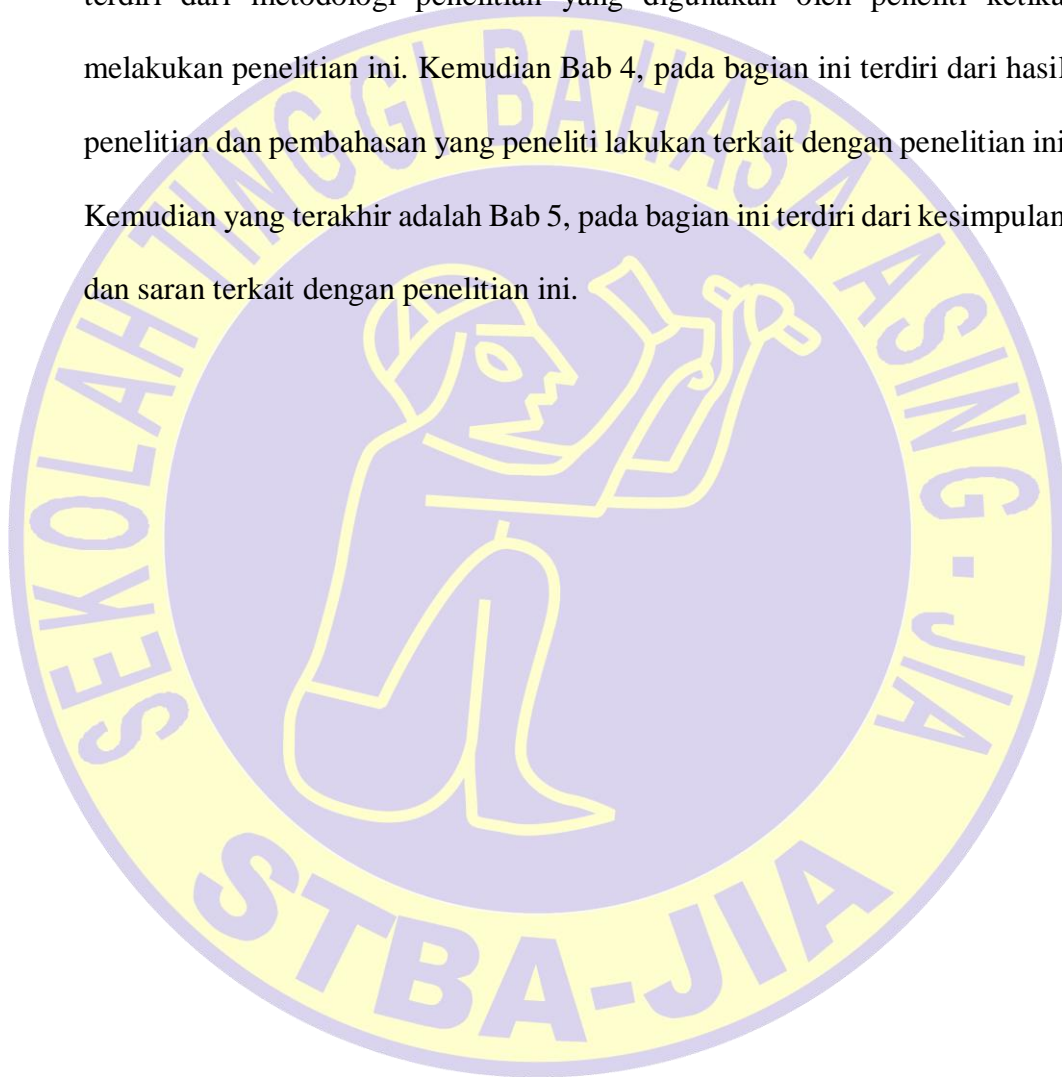 terdiri dari metodologi penelitian yang digunakan oleh peneliti ketika
melakukan penelitian ini. Kemudian Bab 4, pada bagian ini terdiri dari hasil
penelitian dan pembahasan yang peneliti lakukan terkait dengan penelitian ini
Kemudian yang terakhir adalah Bab 5, pada bagian ini terdiri dari kesimpulan
dan saran terkait dengan penelitian ini.
SEKOLAH TINGGI BAHASA ASING - JIA
STBA-JIA